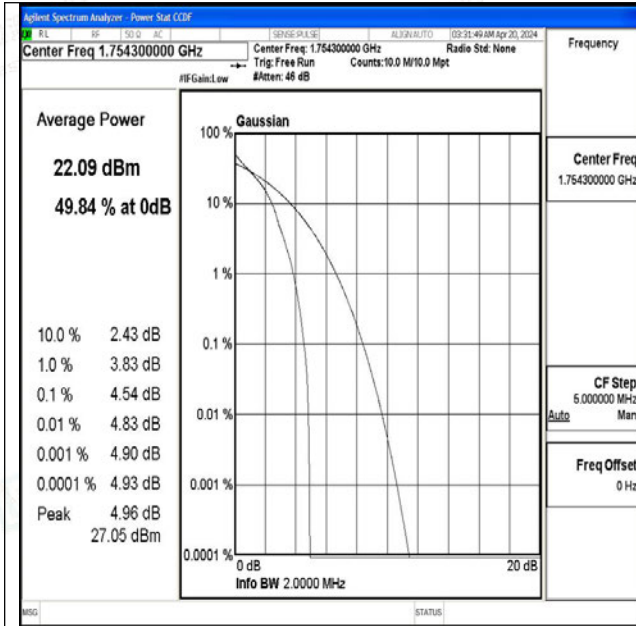 Agilent Spectrum Analyzer - Power Stat CCDF
RL RF 50 Ω AC SENSE:PULSE ALIGN AUTO 03:31:49 AM Apr 20, 2024
Center Freq 1.754300000 GHz
Center Freq: 1.754300000 GHz Radio Std: None
Trig: Free Run Counts:10.0 M/10.0 Mpt
#IFGain:Low #Atten: 46 dB
Frequency
Average Power
22.09 dBm
49.84 % at 0dB
10.0 % 2.43 dB
1.0 % 3.83 dB
0.1 % 4.54 dB
0.01 % 4.83 dB
0.001 % 4.90 dB
0.0001 % 4.93 dB
Peak 4.96 dB
27.05 dBm
Gaussian
100 %
10 %
1 %
0.1 %
0.01 %
0.001 %
0.0001 %
0 dB 20 dB
Info BW 2.0000 MHz
Center Freq
1.754300000 GHz
CF Step
5.000000 MHz
Auto Man
Freq Offset
0 Hz
MSG STATUS